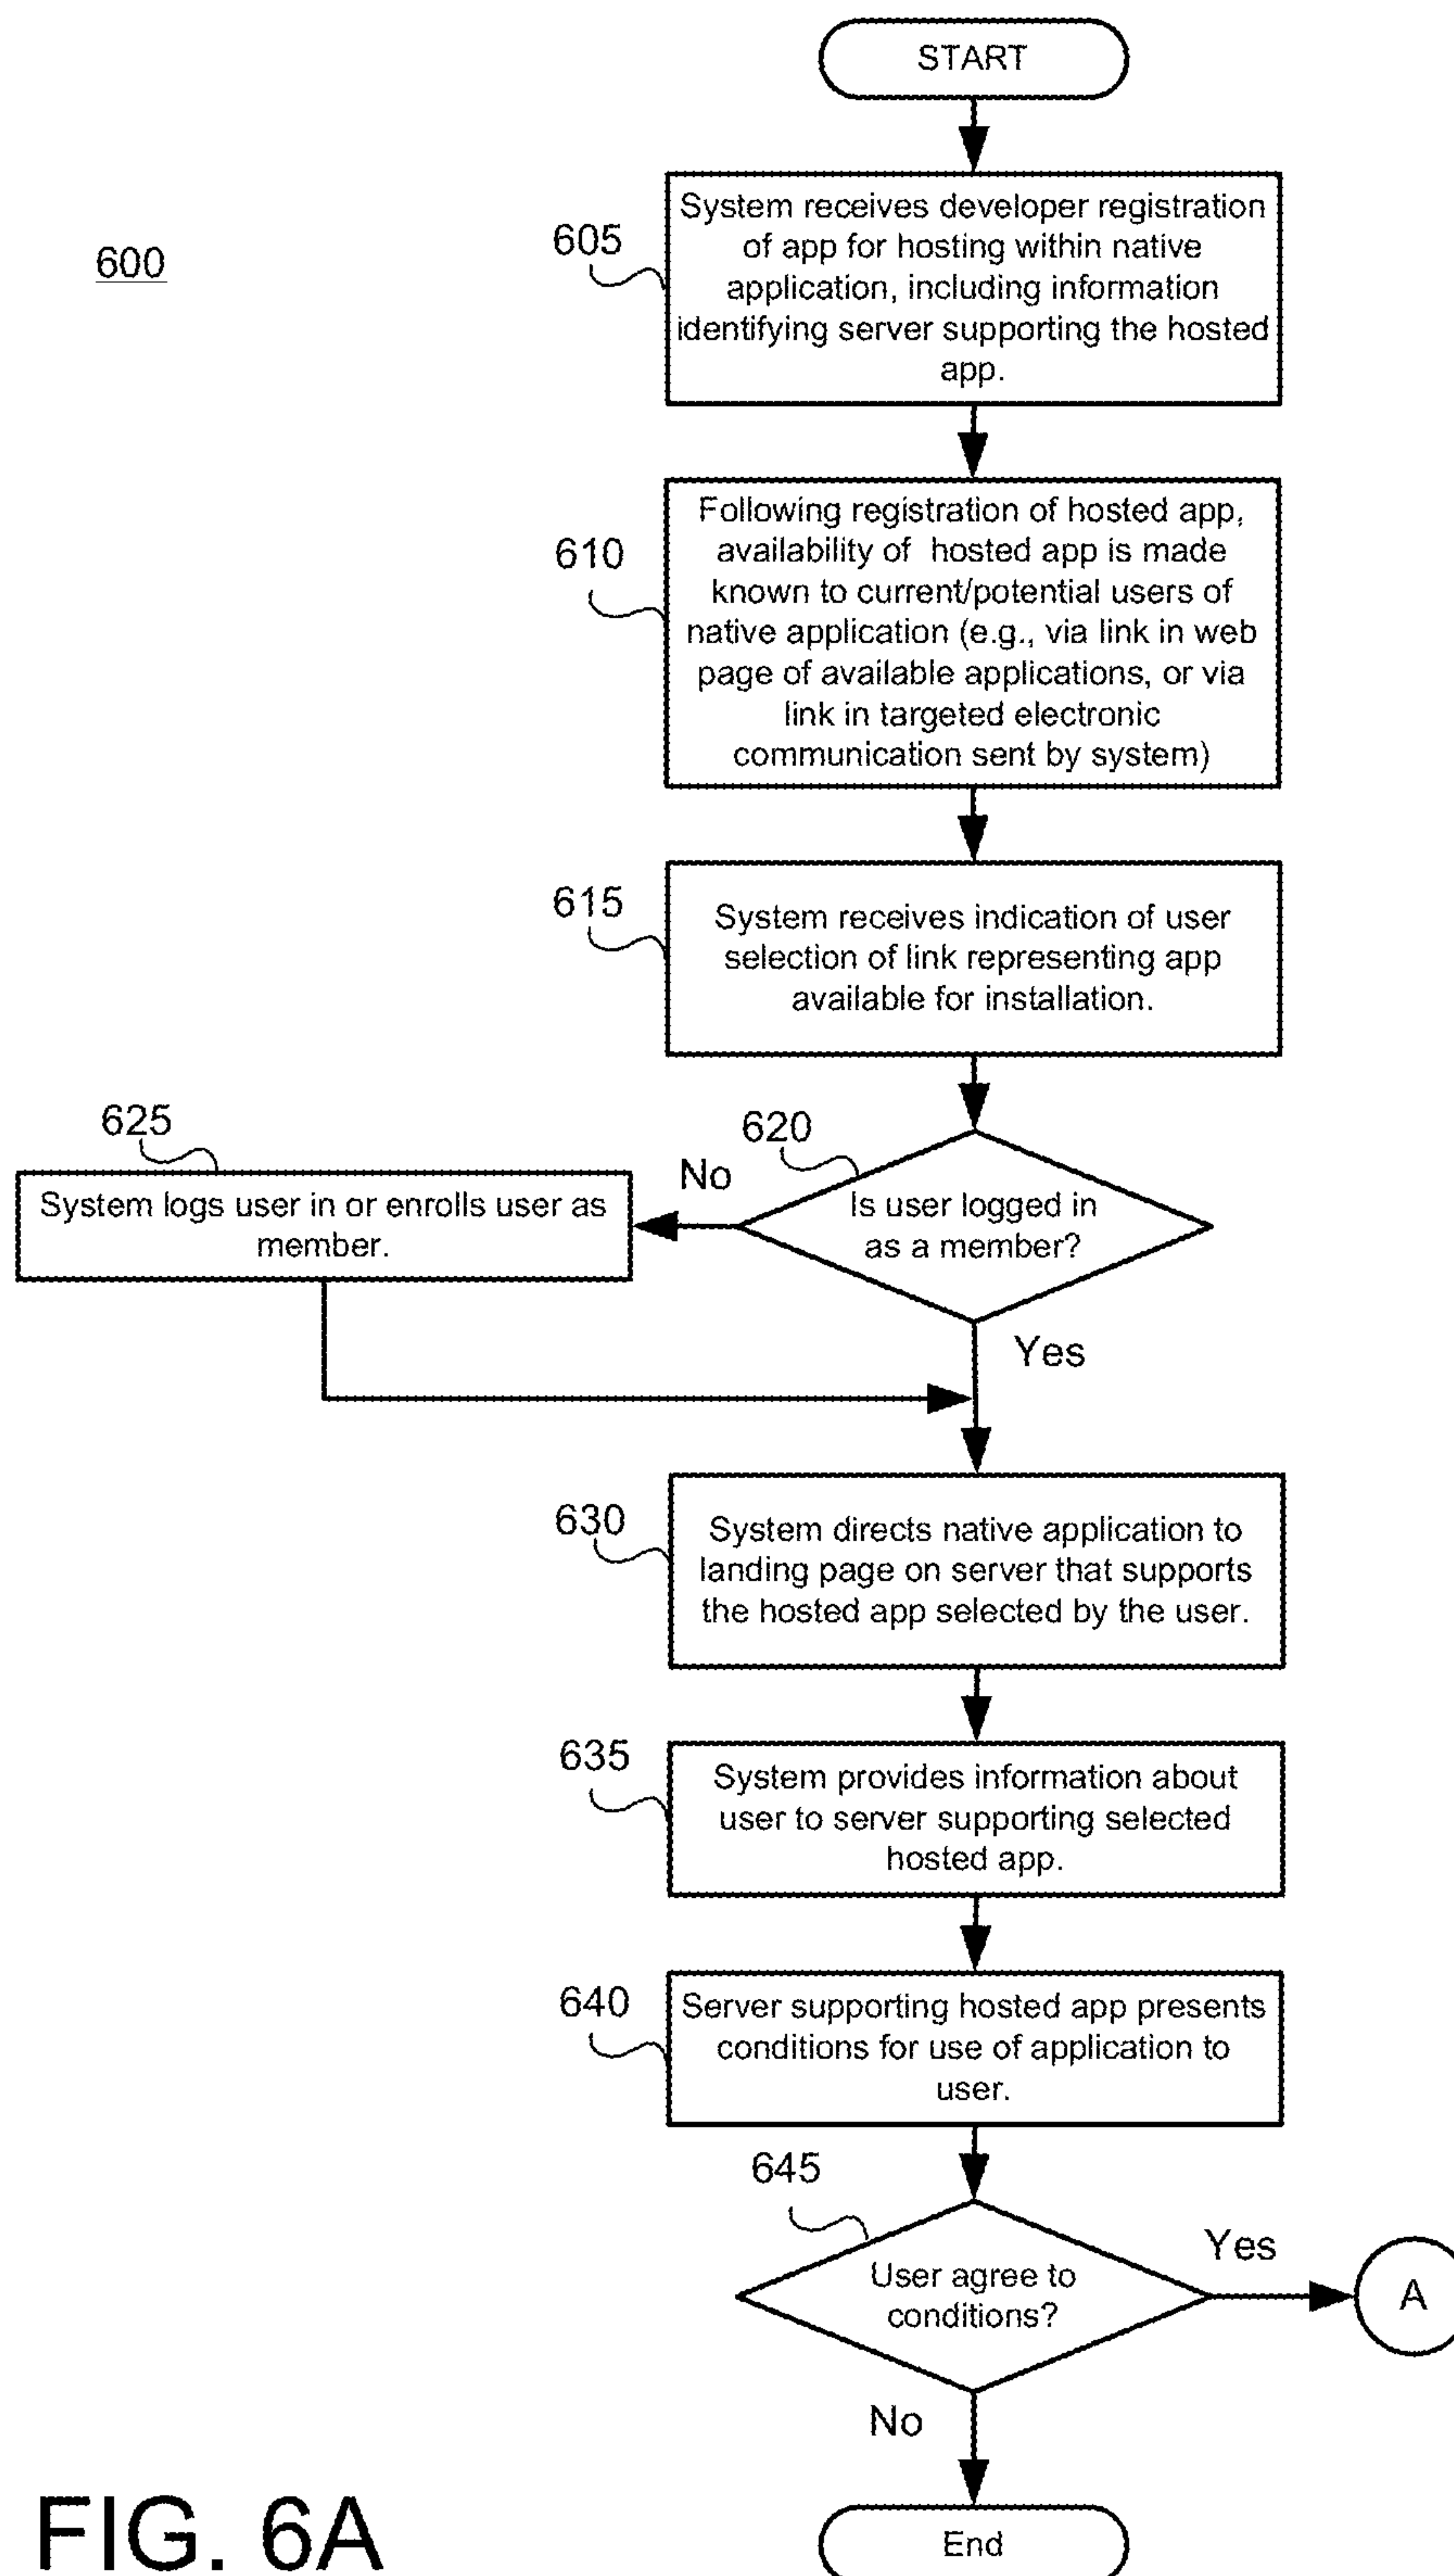 START
600
605
System receives developer registration
of app for hosting within native
application, including information
identifying server supporting the hosted
app.
610
Following registration of hosted app,
availability of hosted app is made
known to current/potential users of
native application (e.g., via link in web
page of available applications, or via
link in targeted electronic
communication sent by system)
615
System receives indication of user
selection of link representing app
available for installation.
620
Is user logged in
as a member?
No
625
System logs user in or enrolls user as
member.
Yes
630
System directs native application to
landing page on server that supports
the hosted app selected by the user.
635
System provides information about
user to server supporting selected
hosted app.
640
Server supporting hosted app presents
conditions for use of application to
user.
645
User agree to
conditions?
Yes
A
No
End
FIG. 6A